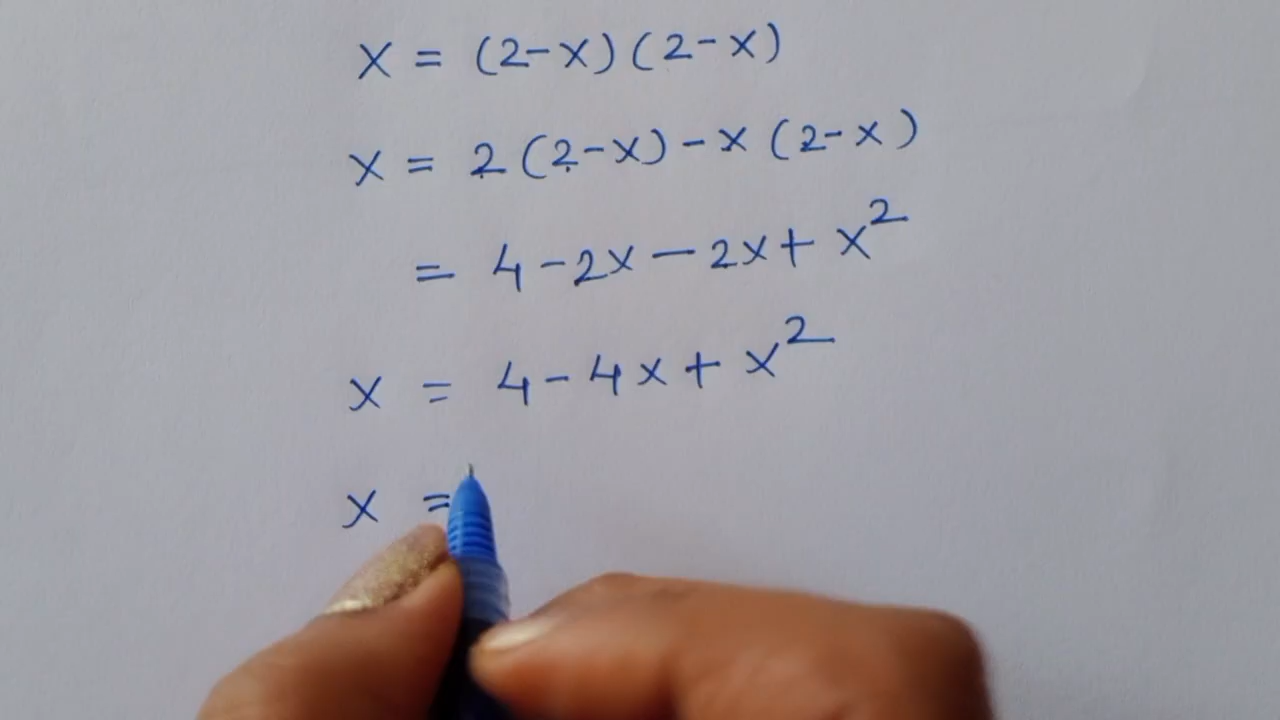 x = (2-x)(2-x)
x = 2(2-x)-x(2-x)
= 4-2x-2x+x²
x = 4-4x+x²
x =